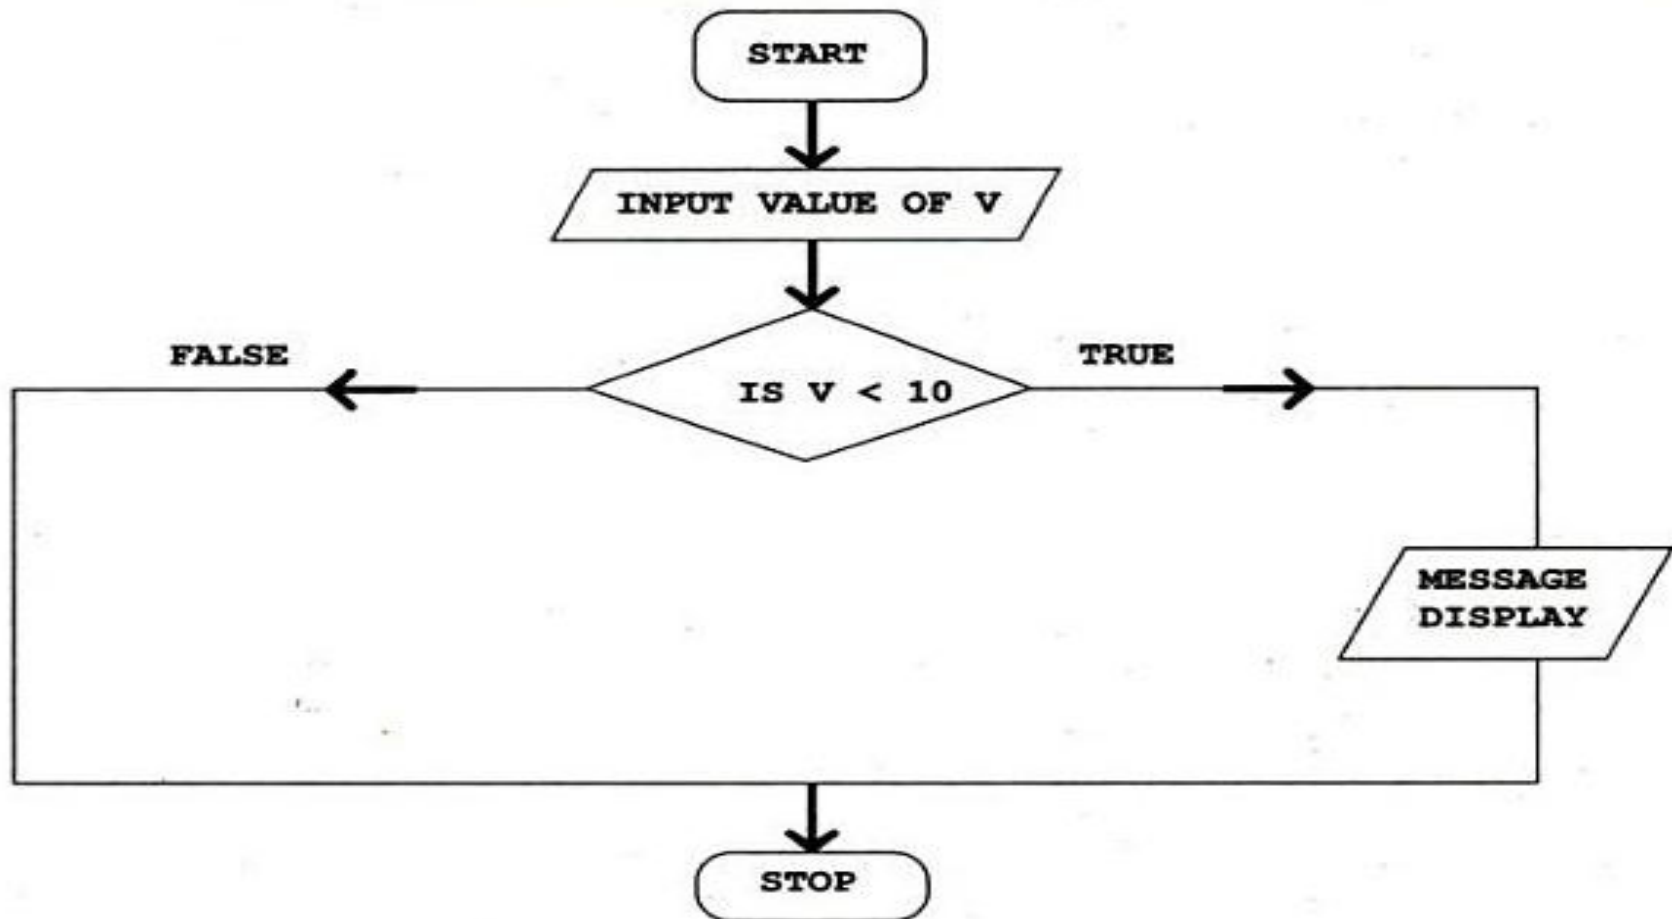 START
INPUT VALUE OF V
FALSE
TRUE
IS V < 10
MESSAGE
DISPLAY
STOP